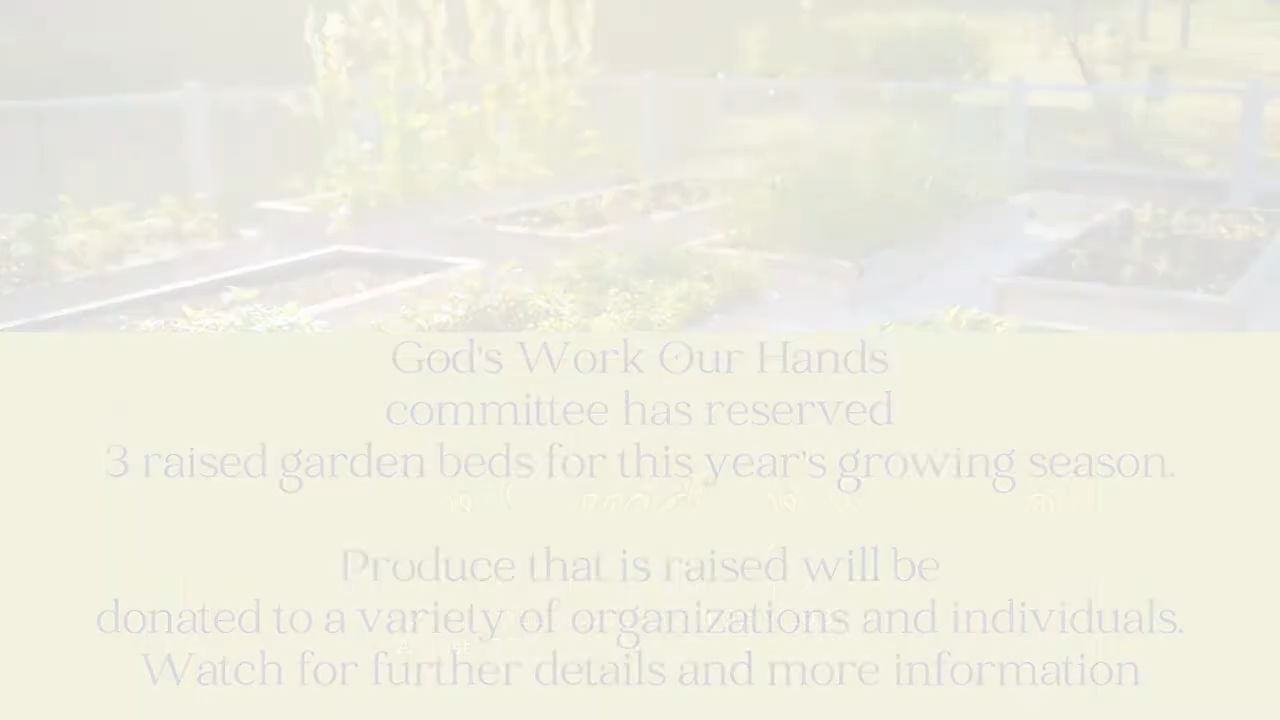 God's Work Our Hands
committee has reserved
3 raised garden beds for this year's growing season.
Produce that is raised will be
donated to a variety of organizations and individuals.
Watch for further details and more information